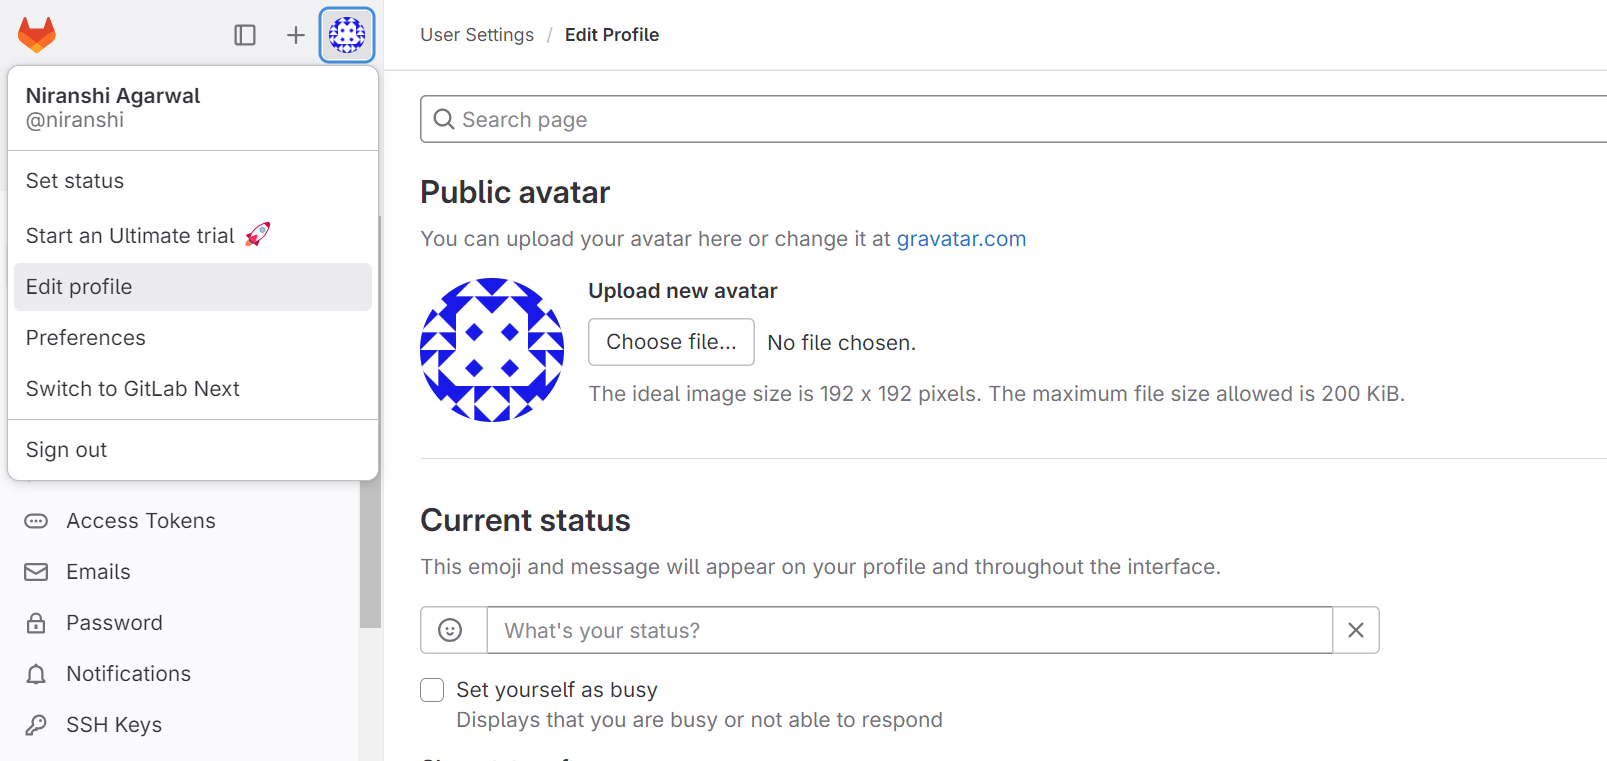 Niranshi Agarwal
@niranshi
Set status
Start an Ultimate trial 🚀
Edit profile
Preferences
Switch to GitLab Next
Sign out
Access Tokens
Emails
Password
Notifications
SSH Keys
User Settings / Edit Profile
Search page
Public avatar
You can upload your avatar here or change it at gravatar.com
Upload new avatar
Choose file... No file chosen.
The ideal image size is 192 x 192 pixels. The maximum file size allowed is 200 KiB.
Current status
This emoji and message will appear on your profile and throughout the interface.
What's your status?
Set yourself as busy
Displays that you are busy or not able to respond